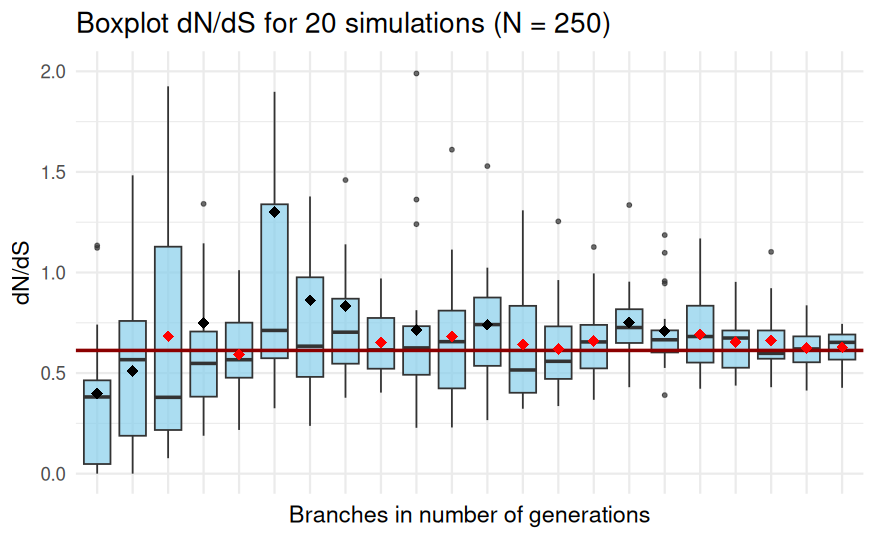 Boxplot dN/dS for 20 simulations (N = 250)
2.0
1.5
1.0
0.5
0.0
dN/dS
Branches in number of generations